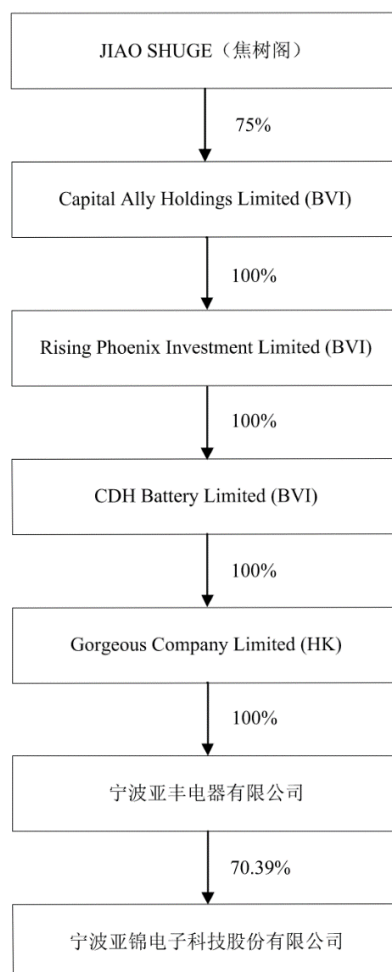 JIAO SHUGE（焦树阁）
75%
Capital Ally Holdings Limited (BVI)
100%
Rising Phoenix Investment Limited (BVI)
100%
CDH Battery Limited (BVI)
100%
Gorgeous Company Limited (HK)
100%
宁波亚丰电器有限公司
70.39%
宁波亚锦电子科技股份有限公司